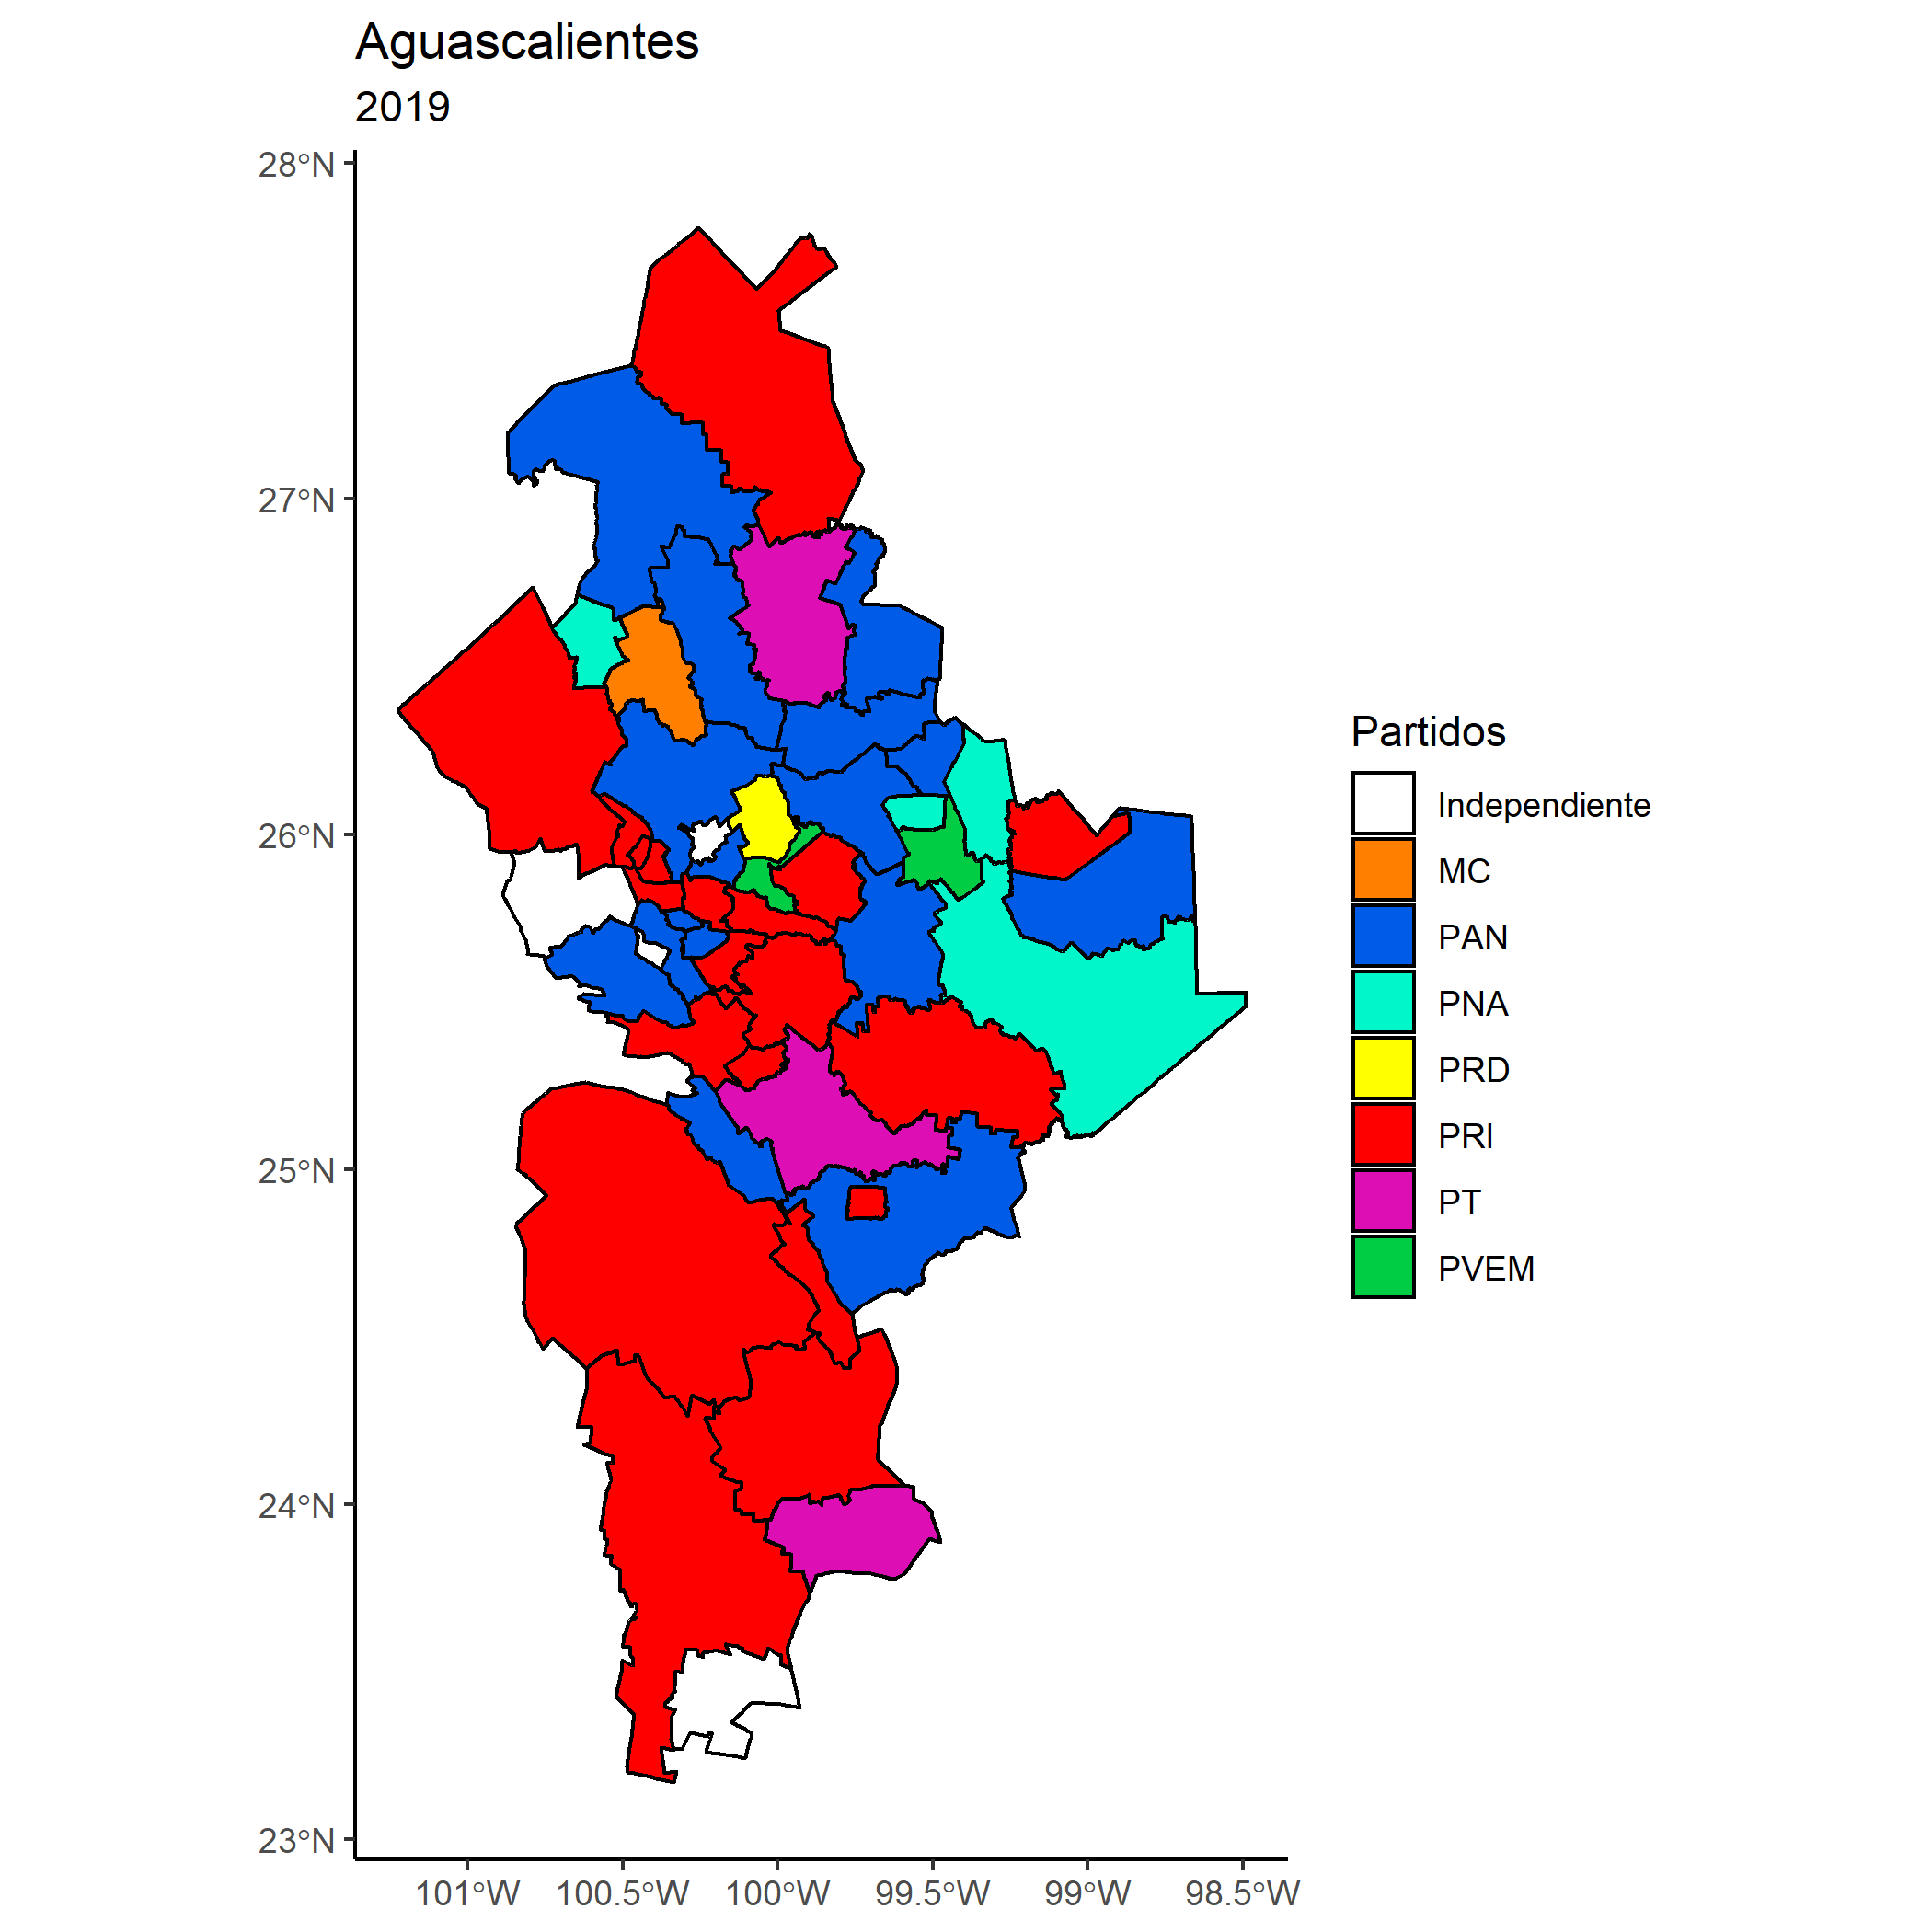 Aguascalientes
2019
28°N
27°N
26°N
25°N
24°N
23°N
101°W
100.5°W
100°W
99.5°W
99°W
98.5°W
Partidos
Independiente
MC
PAN
PNA
PRD
PRI
PT
PVEM